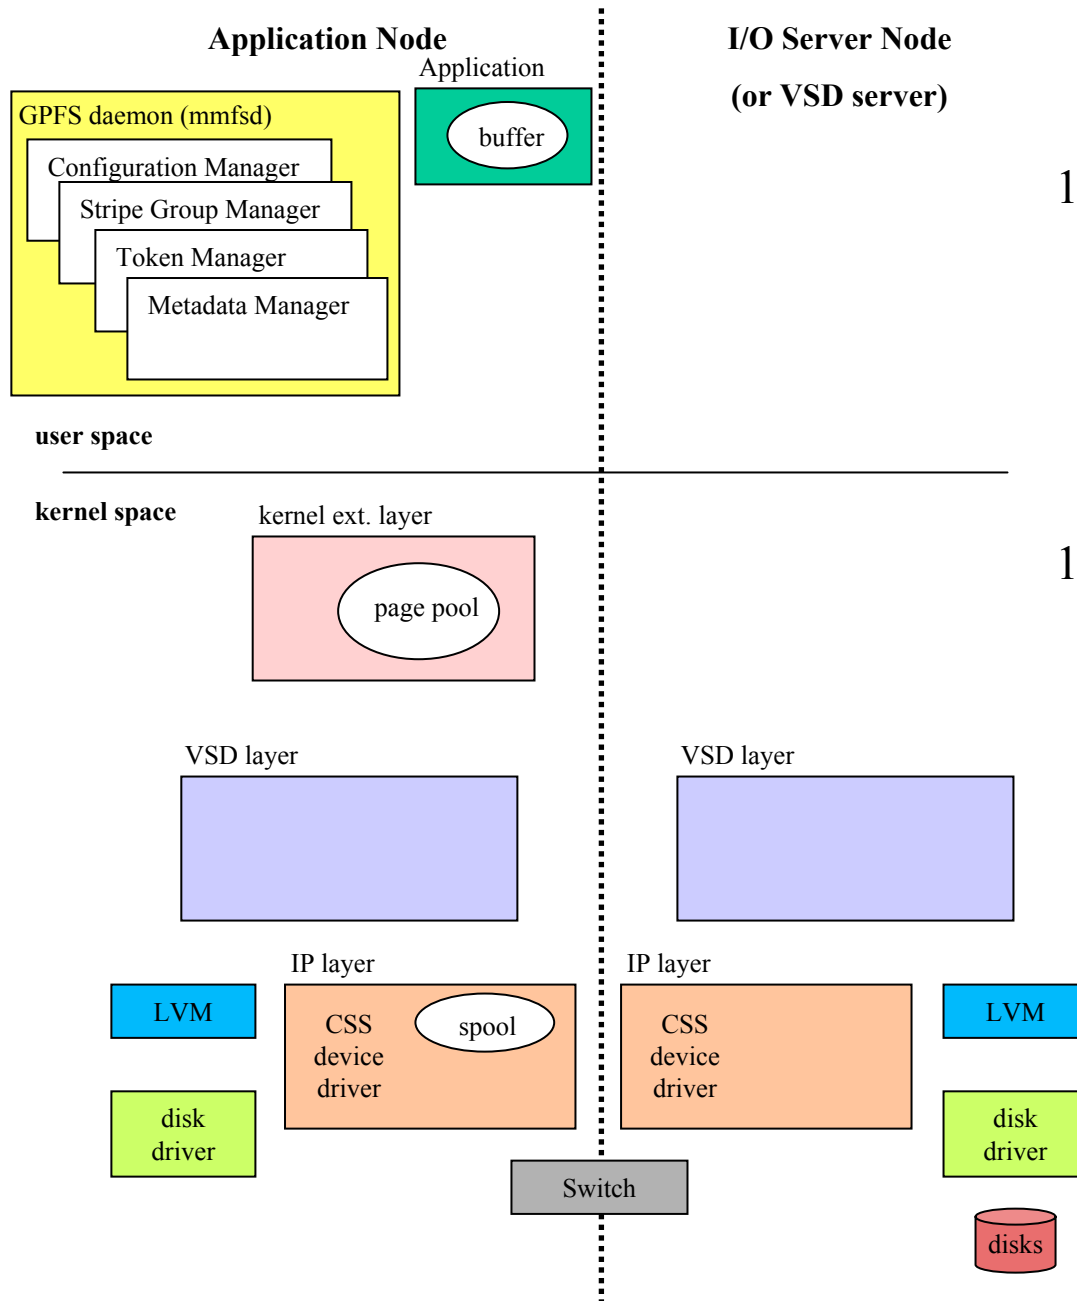 Application Node
I/O Server Node
(or VSD server)
Application
buffer
GPFS daemon (mmfsd)
Configuration Manager
Stripe Group Manager
Token Manager
Metadata Manager
1
user space
kernel space
kernel ext. layer
page pool
1
VSD layer
VSD layer
IP layer
IP layer
LVM
CSS
device
driver
spool
CSS
device
driver
LVM
disk
driver
disk
driver
Switch
disks